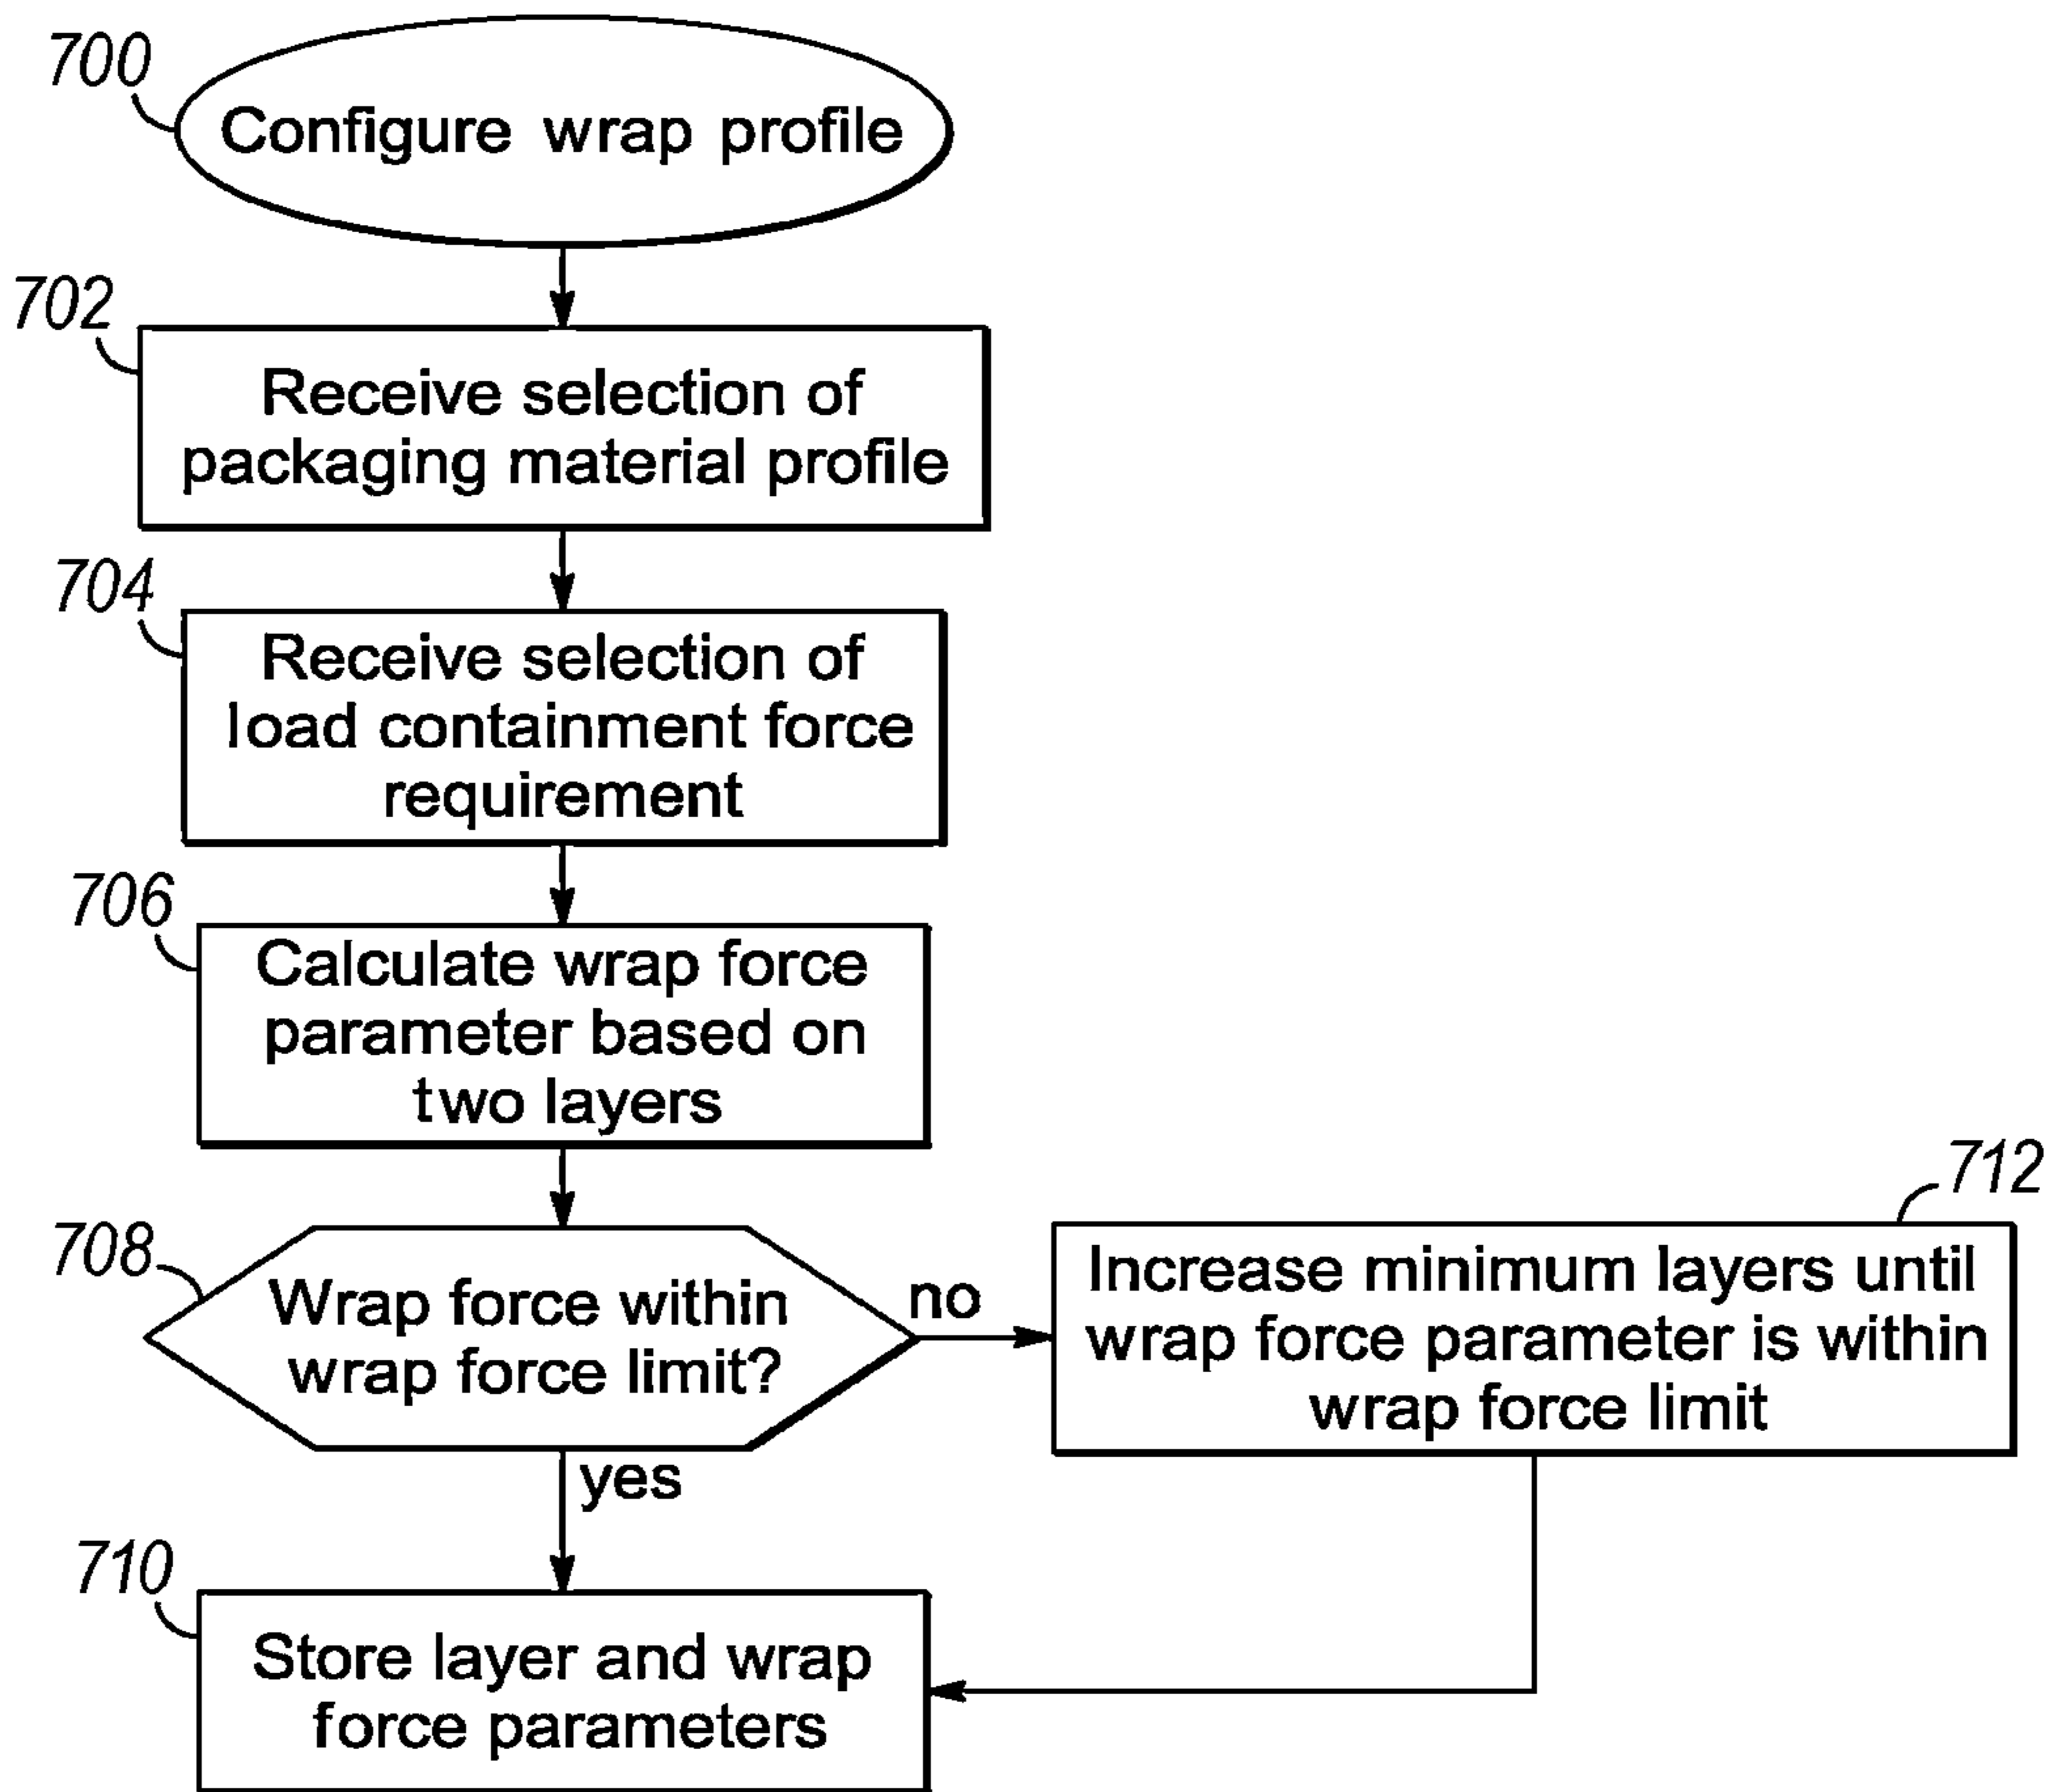 700
Configure wrap profile
702
Receive selection of
packaging material profile
704
Receive selection of
load containment force
requirement
706
Calculate wrap force
parameter based on
two layers
708
Wrap force within
wrap force limit?
no
712
Increase minimum layers until
wrap force parameter is within
wrap force limit
yes
710
Store layer and wrap
force parameters